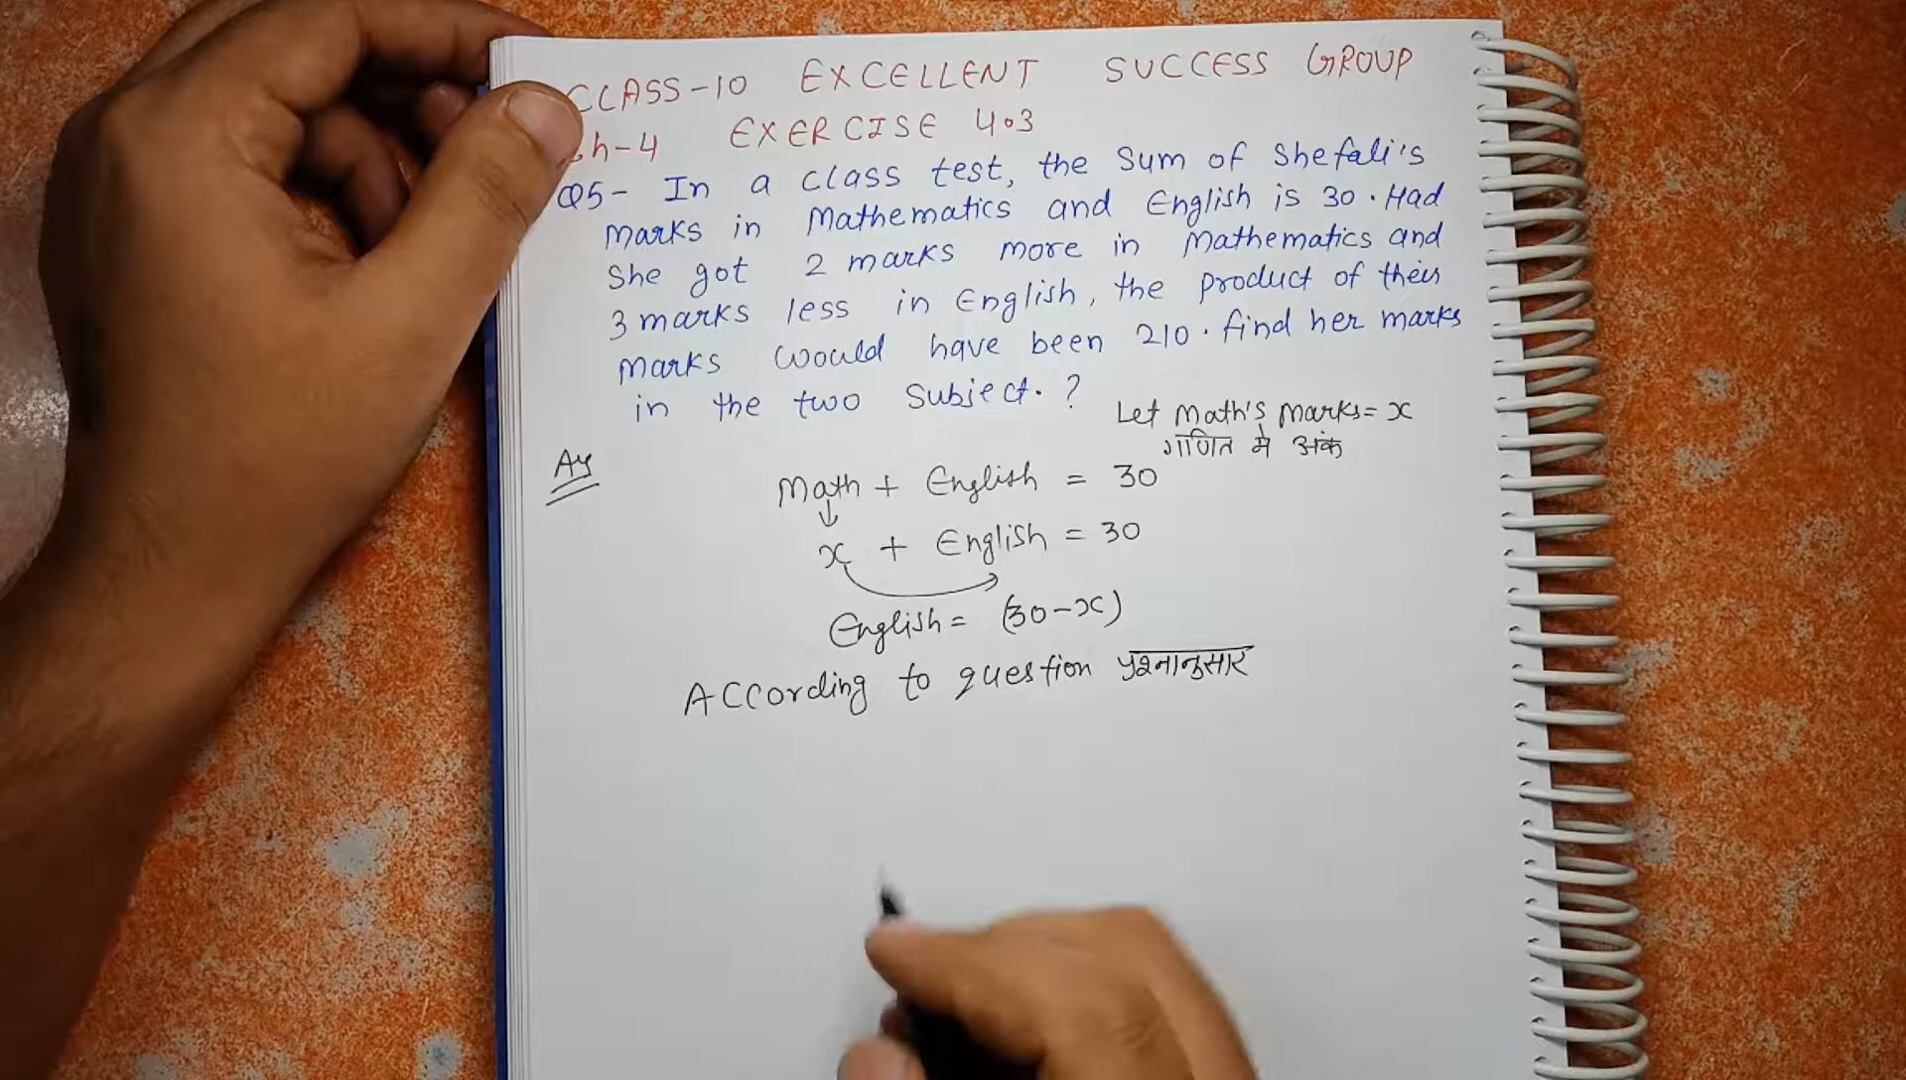 CLASS-10 EXCELLENT SUCCESS GROUP
Ch-4 EXERCISE 4.3
Q5- In a class test, the Sum of Shefali's
marks in Mathematics and English is 30. Had
She got 2 marks more in Mathematics and
3 marks less in English, the product of their
marks would have been 210. find her marks
in the two Subject.?
Let Math's Marks= x
गणित मे अंक
Ay
Math + English = 30
x + English = 30
English = (30-x)
According to question प्रश्नानुसार